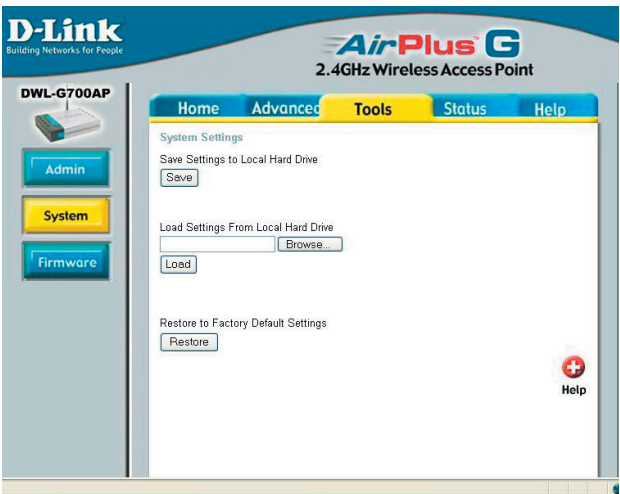 D-Link
Building Networks for People
AirPlus G
2.4GHz Wireless Access Point
DWL-G700AP
Home Advanced Tools Status Help
Admin
System
Firmware
System Settings
Save Settings to Local Hard Drive
Save
Load Settings From Local Hard Drive
Browse...
Load
Restore to Factory Default Settings
Restore
Help